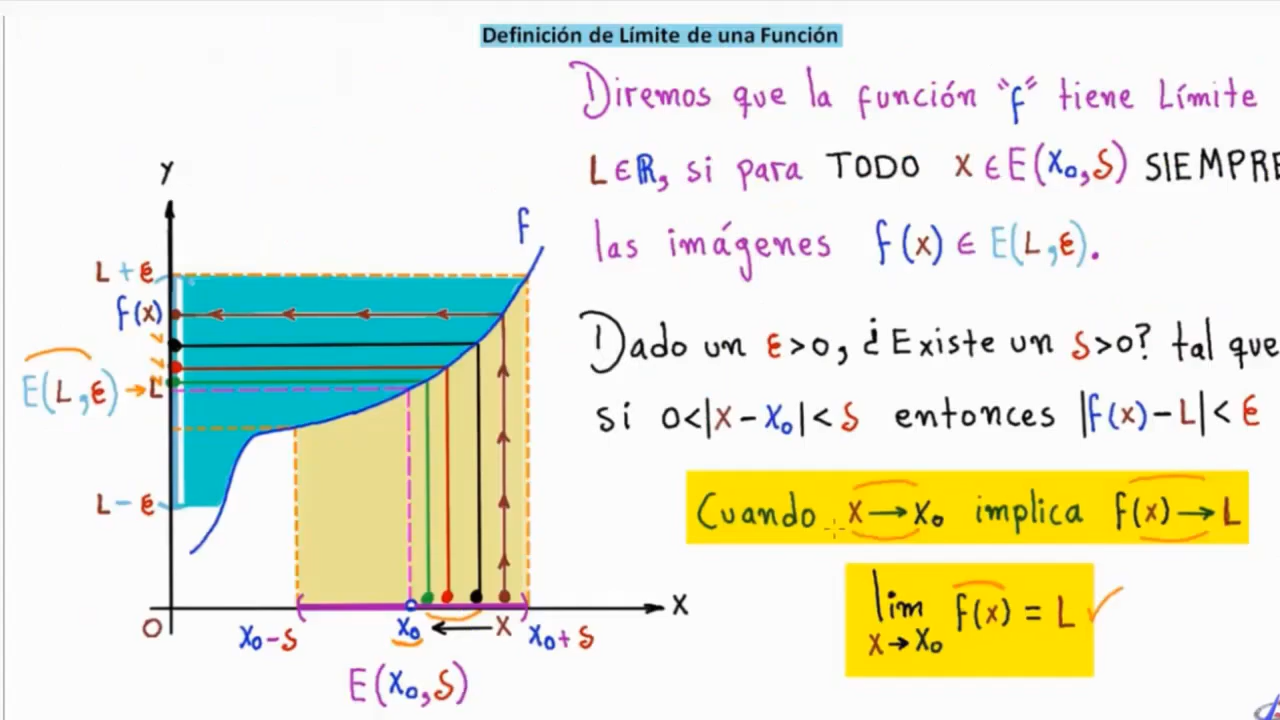 Definición de Límite de una Función
Diremos que la función "f" tiene Límite
L∈ℝ, si para TODO x∈E(x₀,S) SIEMPRE
las imágenes f(x) ∈ E(L,ε).
Dado un ε>0, ¿Existe un S>0? tal que
si 0<|x-x₀|<S entonces |f(x)-L|<ε
Cuando x→x₀ implica f(x)→L
lim f(x) = L
x→x₀
Y
f
L+ε
f(x)
E(L,ε)
L
L-ε
O
x₀-S
x₀
x
x₀+S
X
E(x₀,S)